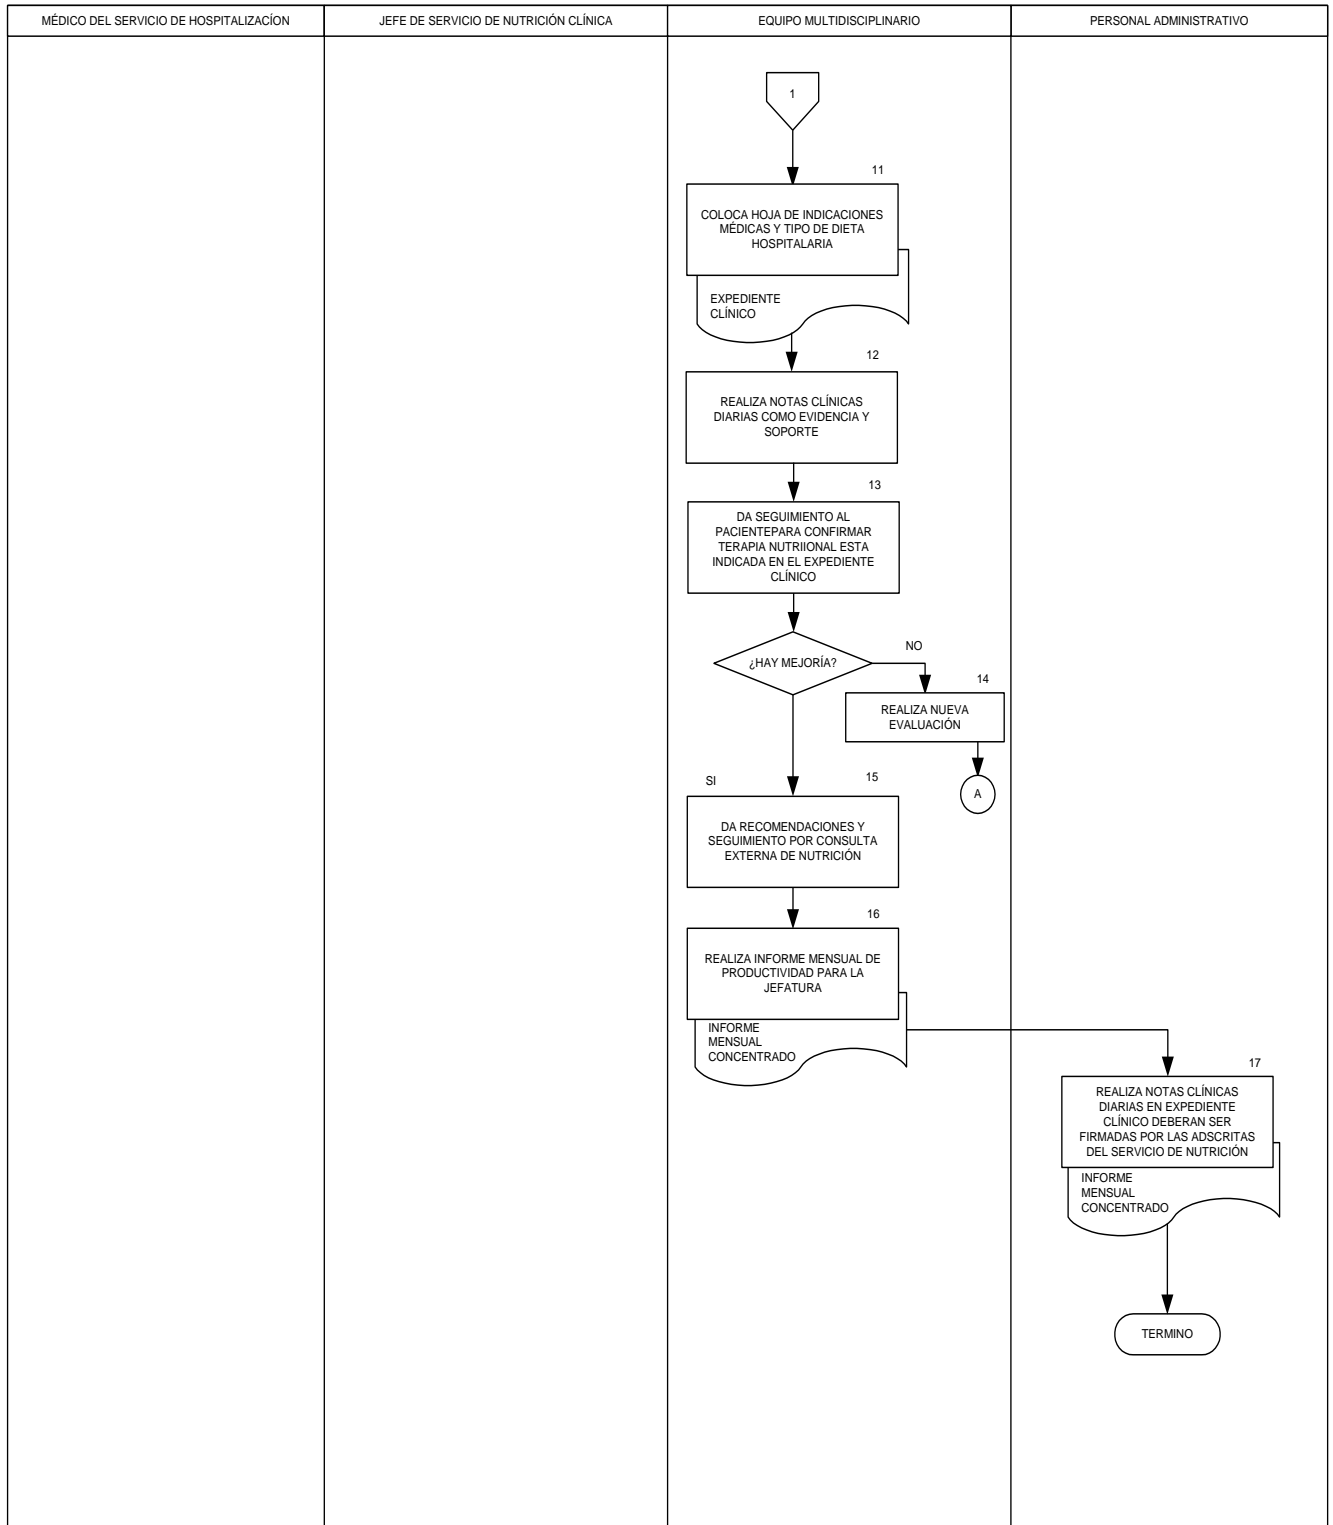 MÉDICO DEL SERVICIO DE HOSPITALIZACÍON
JEFE DE SERVICIO DE NUTRICIÓN CLÍNICA
EQUIPO MULTIDISCIPLINARIO
PERSONAL ADMINISTRATIVO
1
11
COLOCA HOJA DE INDICACIONES
MÉDICAS Y TIPO DE DIETA
HOSPITALARIA
EXPEDIENTE
CLÍNICO
12
REALIZA NOTAS CLÍNICAS
DIARIAS COMO EVIDENCIA Y
SOPORTE
13
DA SEGUIMIENTO AL
PACIENTEPARA CONFIRMAR
TERAPIA NUTRIIONAL ESTA
INDICADA EN EL EXPEDIENTE
CLÍNICO
¿HAY MEJORÍA?
NO
14
REALIZA NUEVA
EVALUACIÓN
A
SI
15
DA RECOMENDACIONES Y
SEGUIMIENTO POR CONSULTA
EXTERNA DE NUTRICIÓN
16
REALIZA INFORME MENSUAL DE
PRODUCTIVIDAD PARA LA
JEFATURA
INFORME
MENSUAL
CONCENTRADO
17
REALIZA NOTAS CLÍNICAS
DIARIAS EN EXPEDIENTE
CLÍNICO DEBERAN SER
FIRMADAS POR LAS ADSCRITAS
DEL SERVICIO DE NUTRICIÓN
INFORME
MENSUAL
CONCENTRADO
TERMINO